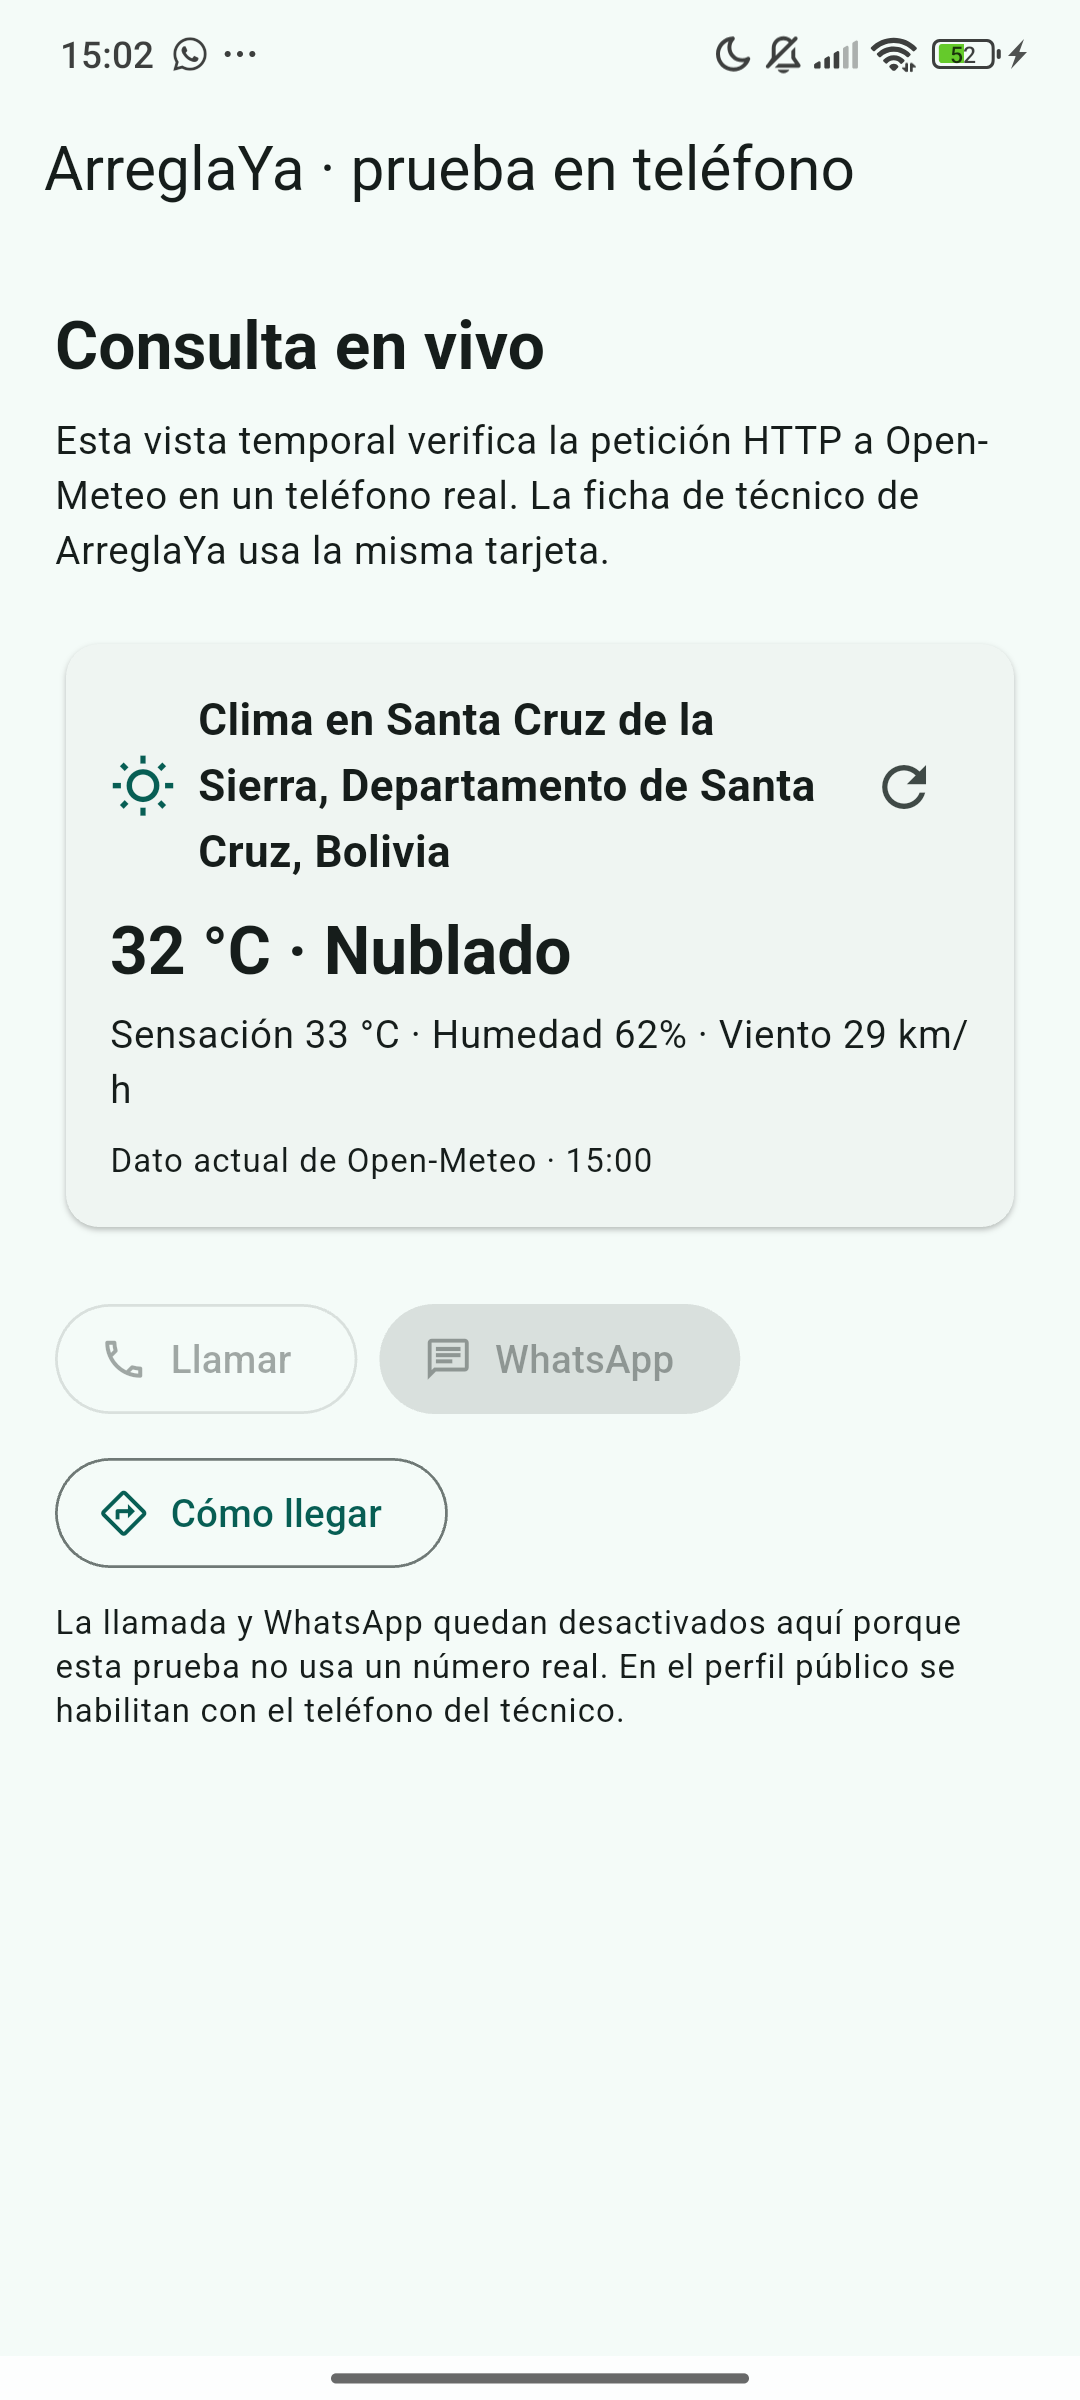 15:02
52
ArreglaYa · prueba en teléfono
Consulta en vivo
Esta vista temporal verifica la petición HTTP a Open-
Meteo en un teléfono real. La ficha de técnico de
ArreglaYa usa la misma tarjeta.
Clima en Santa Cruz de la
Sierra, Departamento de Santa
Cruz, Bolivia
32 °C · Nublado
Sensación 33 °C · Humedad 62% · Viento 29 km/
h
Dato actual de Open-Meteo · 15:00
Llamar
WhatsApp
Cómo llegar
La llamada y WhatsApp quedan desactivados aquí porque
esta prueba no usa un número real. En el perfil público se
habilitan con el teléfono del técnico.